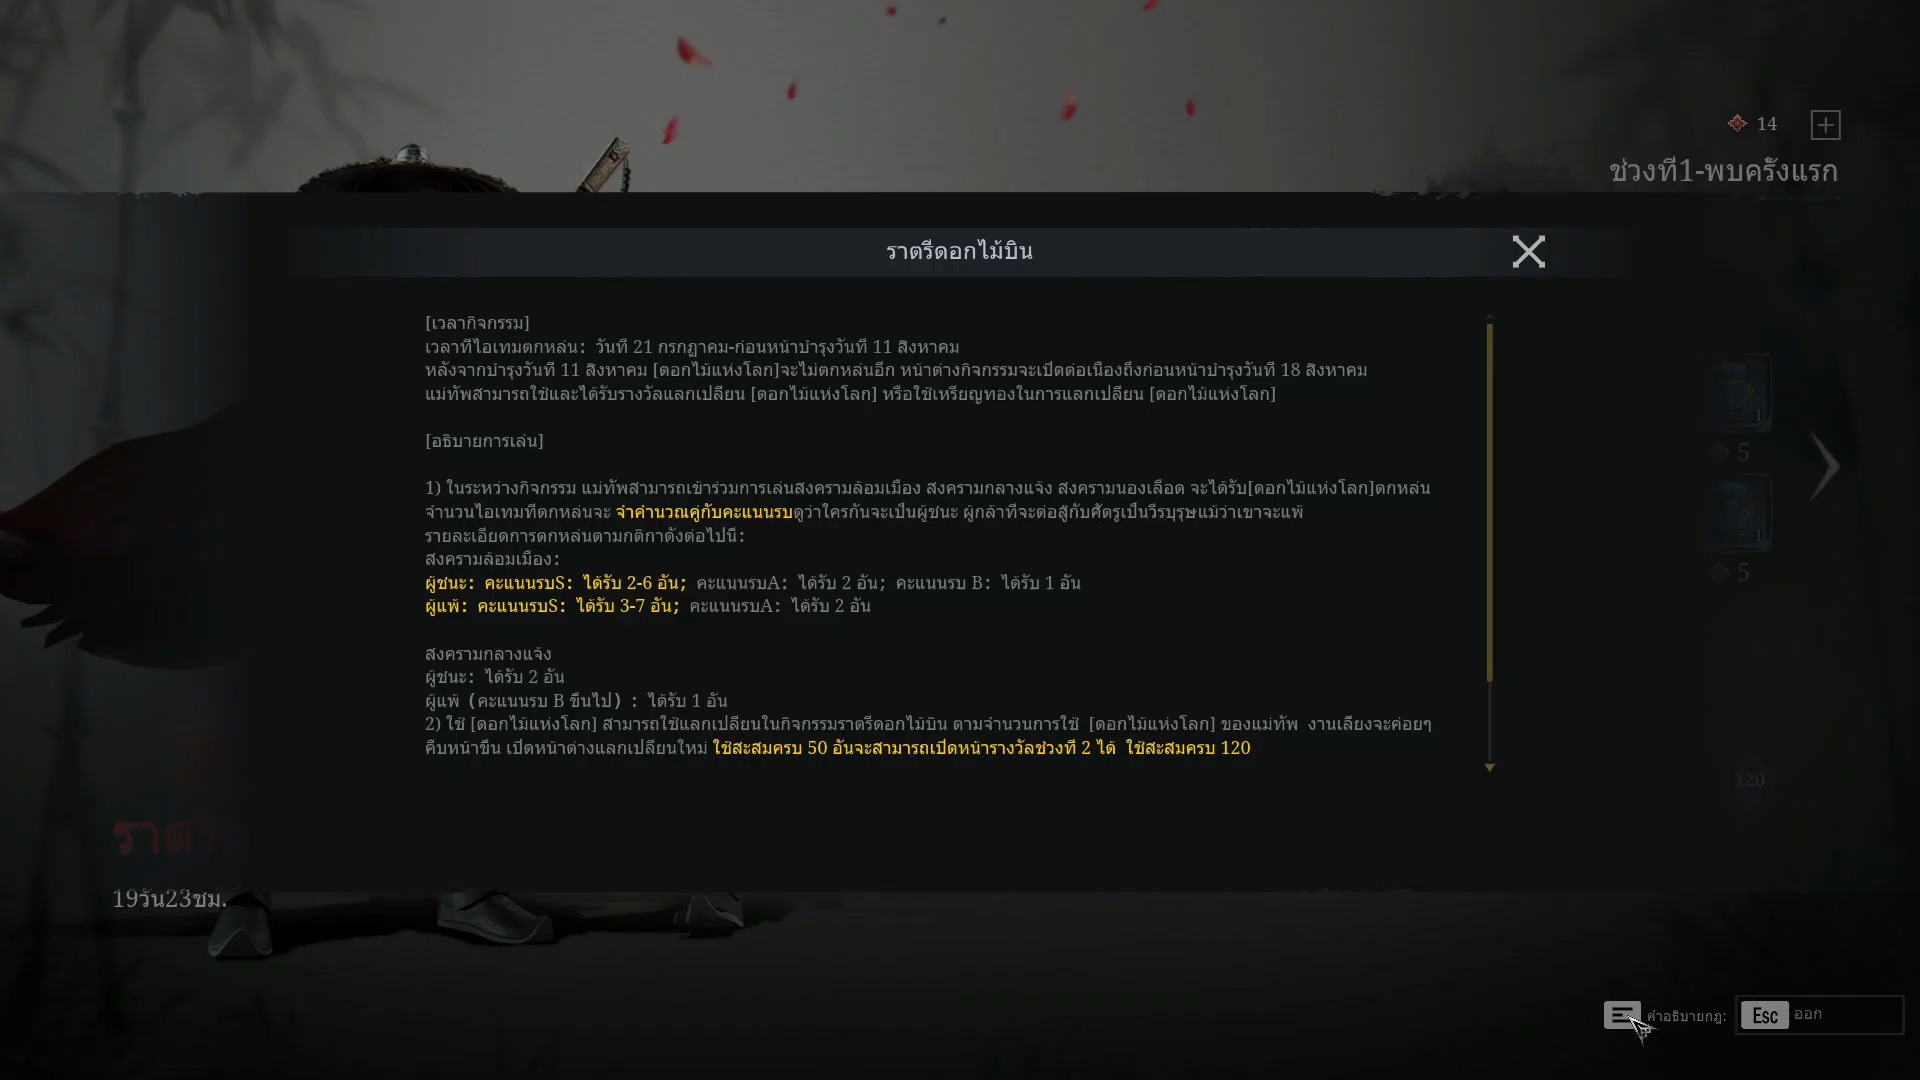 14
ช่วงที่1-พบครั้งแรก
ราตรีดอกไม้บิน
[เวลากิจกรรม]
เวลาที่ไอเทมตกหล่น: วันที่ 21 กรกฎาคม-ก่อนหน้าบำรุงวันที่ 11 สิงหาคม
หลังจากบำรุงวันที่ 11 สิงหาคม [ดอกไม้แห่งโลก]จะไม่ตกหล่นอีก หน้าต่างกิจกรรมจะเปิดต่อเนื่องถึงก่อนหน้าบำรุงวันที่ 18 สิงหาคม
แม่ทัพสามารถใช้และได้รับรางวัลแลกเปลี่ยน [ดอกไม้แห่งโลก] หรือใช้เหรียญทองในการแลกเปลี่ยน [ดอกไม้แห่งโลก]
[อธิบายการเล่น]
1) ในระหว่างกิจกรรม แม่ทัพสามารถเข้าร่วมการเล่นสงครามล้อมเมือง สงครามกลางแจ้ง สงครามนองเลือด จะได้รับ[ดอกไม้แห่งโลก]ตกหล่น
จำนวนไอเทมที่ตกหล่นจะ จำคำนวณคู่กับคะแนนรบดูว่าใครกันจะเป็นผู้ชนะ ผู้กล้าที่จะต่อสู้กับศัตรูเป็นวีรบุรุษแม้ว่าเขาจะแพ้
รายละเอียดการดกหล่นตามกติกาดังต่อไปนี้:
สงครามล้อมเมือง:
ผู้ชนะ: คะแนนรบS: ได้รับ 2-6 อัน; คะแนนรบA: ได้รับ 2 อัน; คะแนนรบ B: ได้รับ 1 อัน
ผู้แพ้: คะแนนรบS: ได้รับ 3-7 อัน; คะแนนรบA: ได้รับ 2 อัน
สงครามกลางแจ้ง
ผู้ชนะ: ได้รับ 2 อัน
ผู้แพ้ (คะแนนรบ B ขึ้นไป) : ได้รับ 1 อัน
2) ใช้ [ดอกไม้แห่งโลก] สามารถใช้แลกเปลี่ยนในกิจกรรมราตรีดอกไม้บิน ตามจำนวนการใช้ [ดอกไม้แห่งโลก] ของแม่ทัพ งานเลี้ยงจะค่อยๆ
คืบหน้าขึ้น เปิดหน้าต่างแลกเปลี่ยนใหม่ ใช้สะสมครบ 50 อันจะสามารถเปิดหน้ารางวัลช่วงที่ 2 ได้ ใช้สะสมครบ 120
1
5
1
5
120
ราตรี
19วัน23ชม.
คำอธิบายกฎ:
Esc ออก